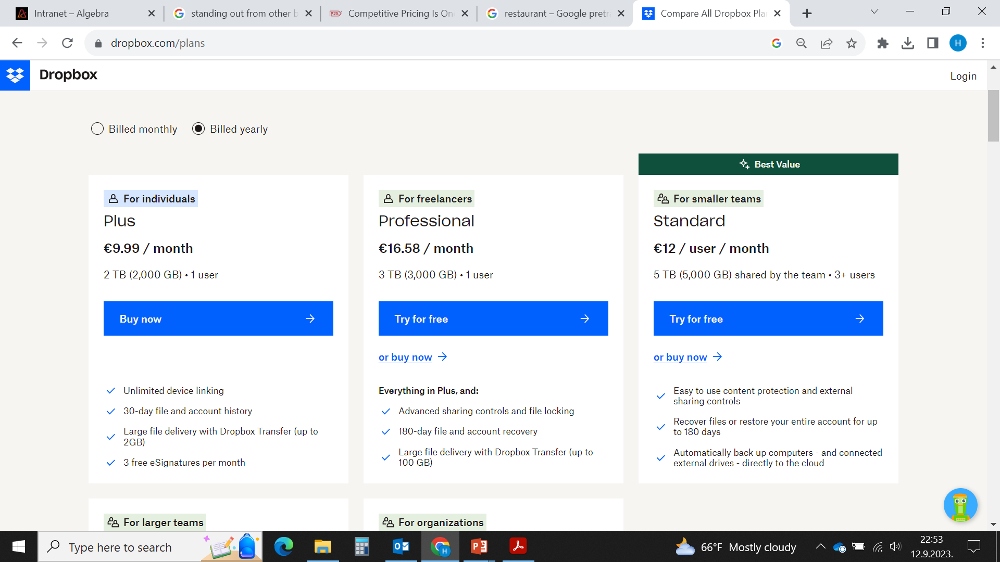 Intranet – Algebra
standing out from other b
Competitive Pricing Is On
restaurant – Google pretr
Compare All Dropbox Pla
dropbox.com/plans
H
Dropbox
Login
Billed monthly
Billed yearly
Best Value
For individuals
Plus
€9.99 / month
2 TB (2,000 GB) • 1 user
Buy now
Unlimited device linking
30-day file and account history
Large file delivery with Dropbox Transfer (up to
2GB)
3 free eSignatures per month
For freelancers
Professional
€16.58 / month
3 TB (3,000 GB) • 1 user
Try for free
or buy now
Everything in Plus, and:
Advanced sharing controls and file locking
180-day file and account recovery
Large file delivery with Dropbox Transfer (up to
100 GB)
For smaller teams
Standard
€12 / user / month
5 TB (5,000 GB) shared by the team • 3+ users
Try for free
or buy now
Easy to use content protection and external
sharing controls
Recover files or restore your entire account for up
to 180 days
Automatically back up computers - and connected
external drives - directly to the cloud
For larger teams
For organizations
Type here to search
66°F Mostly cloudy
22:53
12.9.2023.